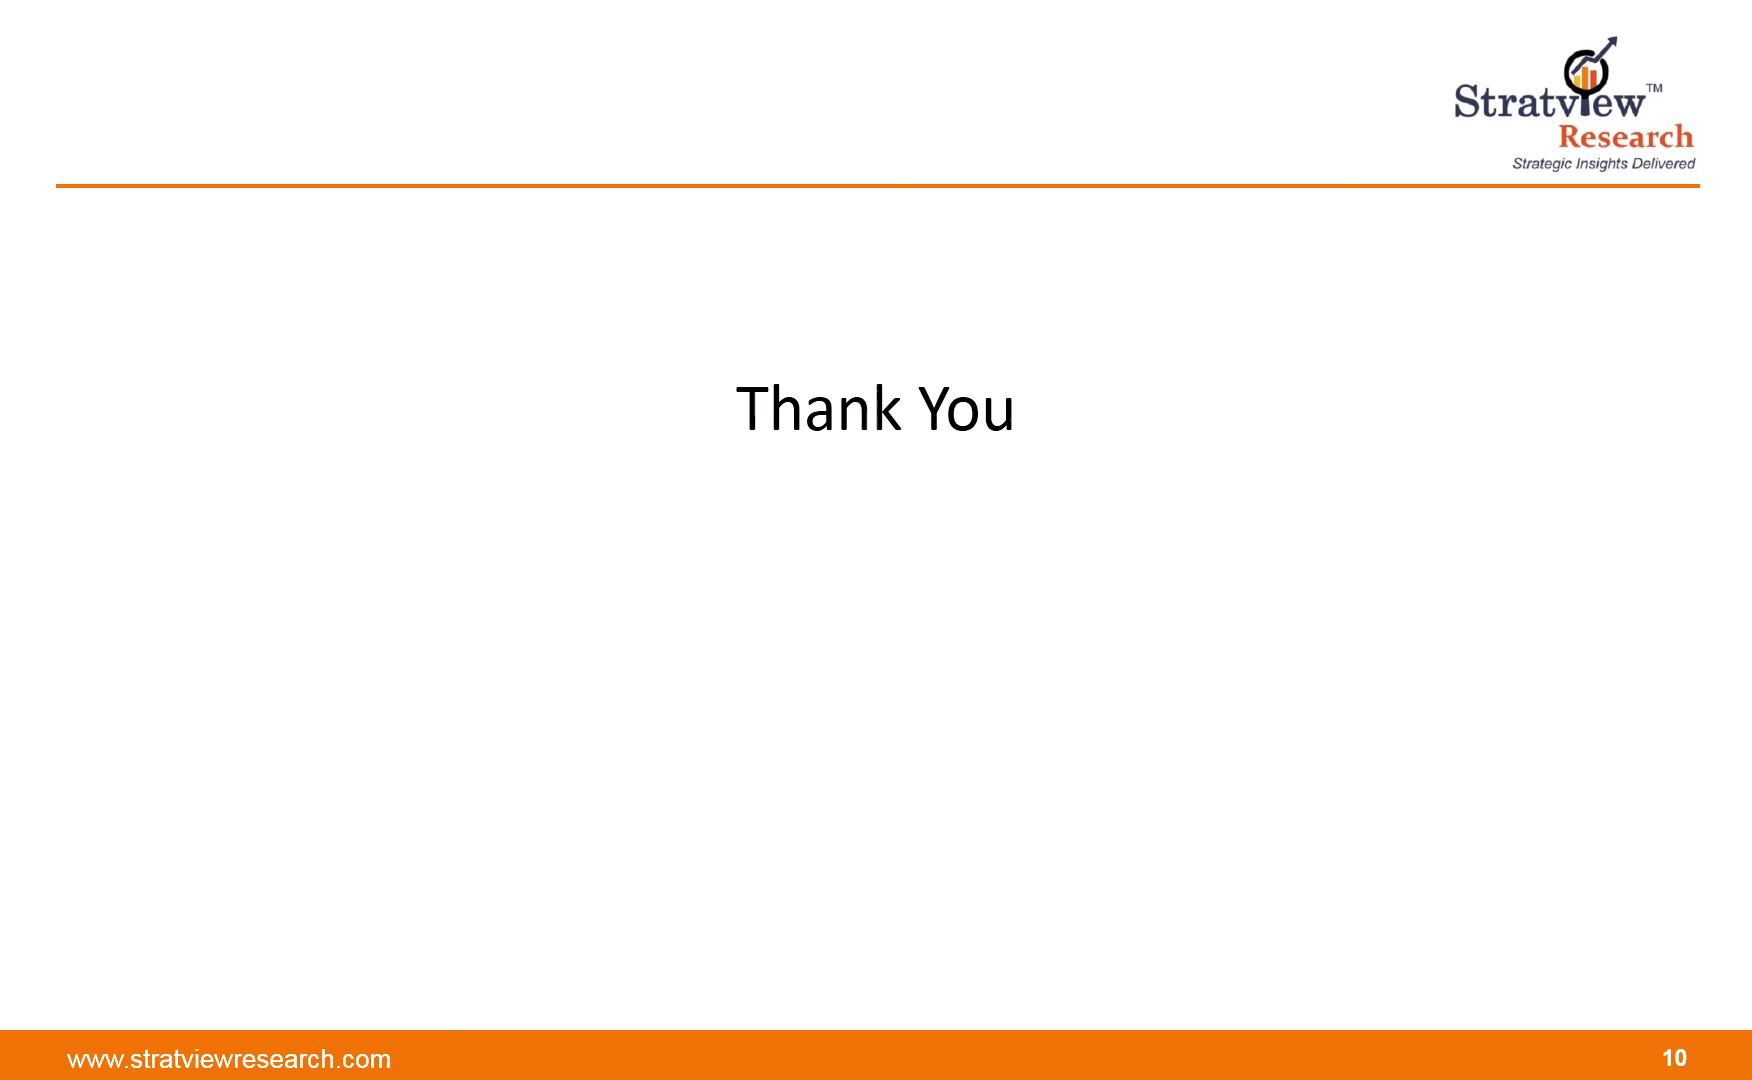 Stratview™
Research
Strategic Insights Delivered
Thank You
www.stratviewresearch.com
10